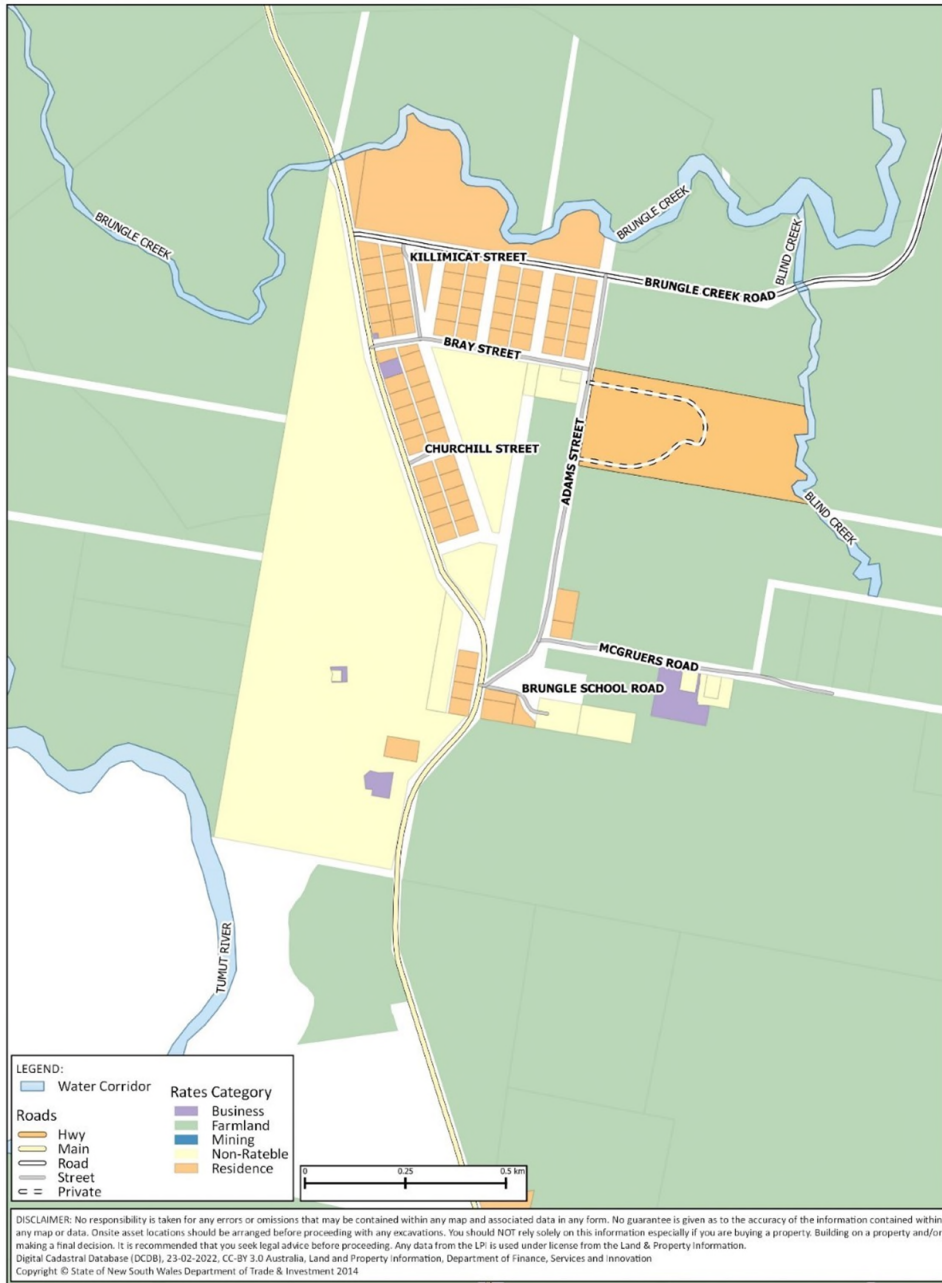 BRUNGLE CREEK
BRUNGLE CREEK
BLIND CREEK
KILLIMICAT STREET
BRUNGLE CREEK ROAD
BRAY STREET
CHURCHILL STREET
ADAMS STREET
BLIND CREEK
MCGRUERS ROAD
BRUNGLE SCHOOL ROAD
TUMUT RIVER
LEGEND:
Water Corridor
Roads
Hwy
Main
Road
Street
Private
Rates Category
Business
Farmland
Mining
Non-Rateble
Residence
0 0.25 0.5 km
DISCLAIMER: No responsibility is taken for any errors or omissions that may be contained within any map and associated data in any form. No guarantee is given as to the accuracy of the information contained within
any map or data. Onsite asset locations should be arranged before proceeding with any excavations. You should NOT rely solely on this information especially if you are buying a property. Building on a property and/or
making a final decision. It is recommended that you seek legal advice before proceeding. Any data from the LPI is used under license from the Land & Property Information.
Digital Cadastral Database (DCDB), 23-02-2022, CC-BY 3.0 Australia, Land and Property Information, Department of Finance, Services and Innovation
Copyright © State of New South Wales Department of Trade & Investment 2014